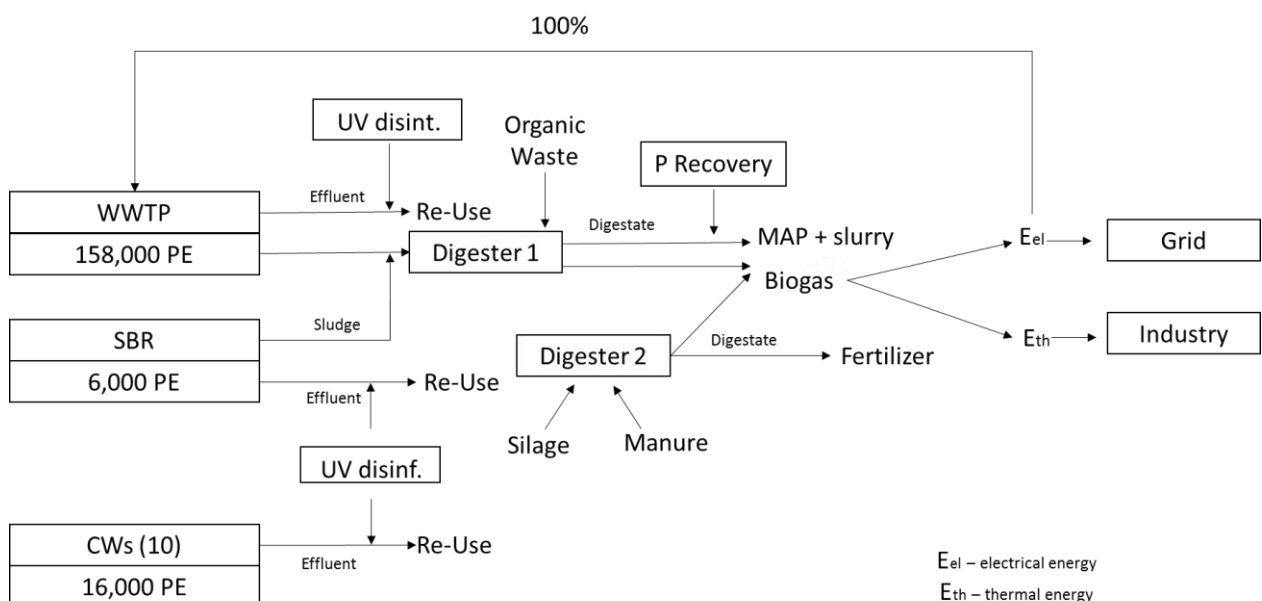 100%
UV disint.
Organic
Waste
P Recovery
WWTP
158,000 PE
Effluent
Re-Use
Digester 1
Digestate
MAP + slurry
Biogas
Eel
Grid
Sludge
SBR
6,000 PE
Effluent
Re-Use
Digester 2
Digestate
Fertilizer
Eth
Industry
Silage
Manure
UV disinf.
CWs (10)
16,000 PE
Effluent
Re-Use
Eel – electrical energy
Eth – thermal energy